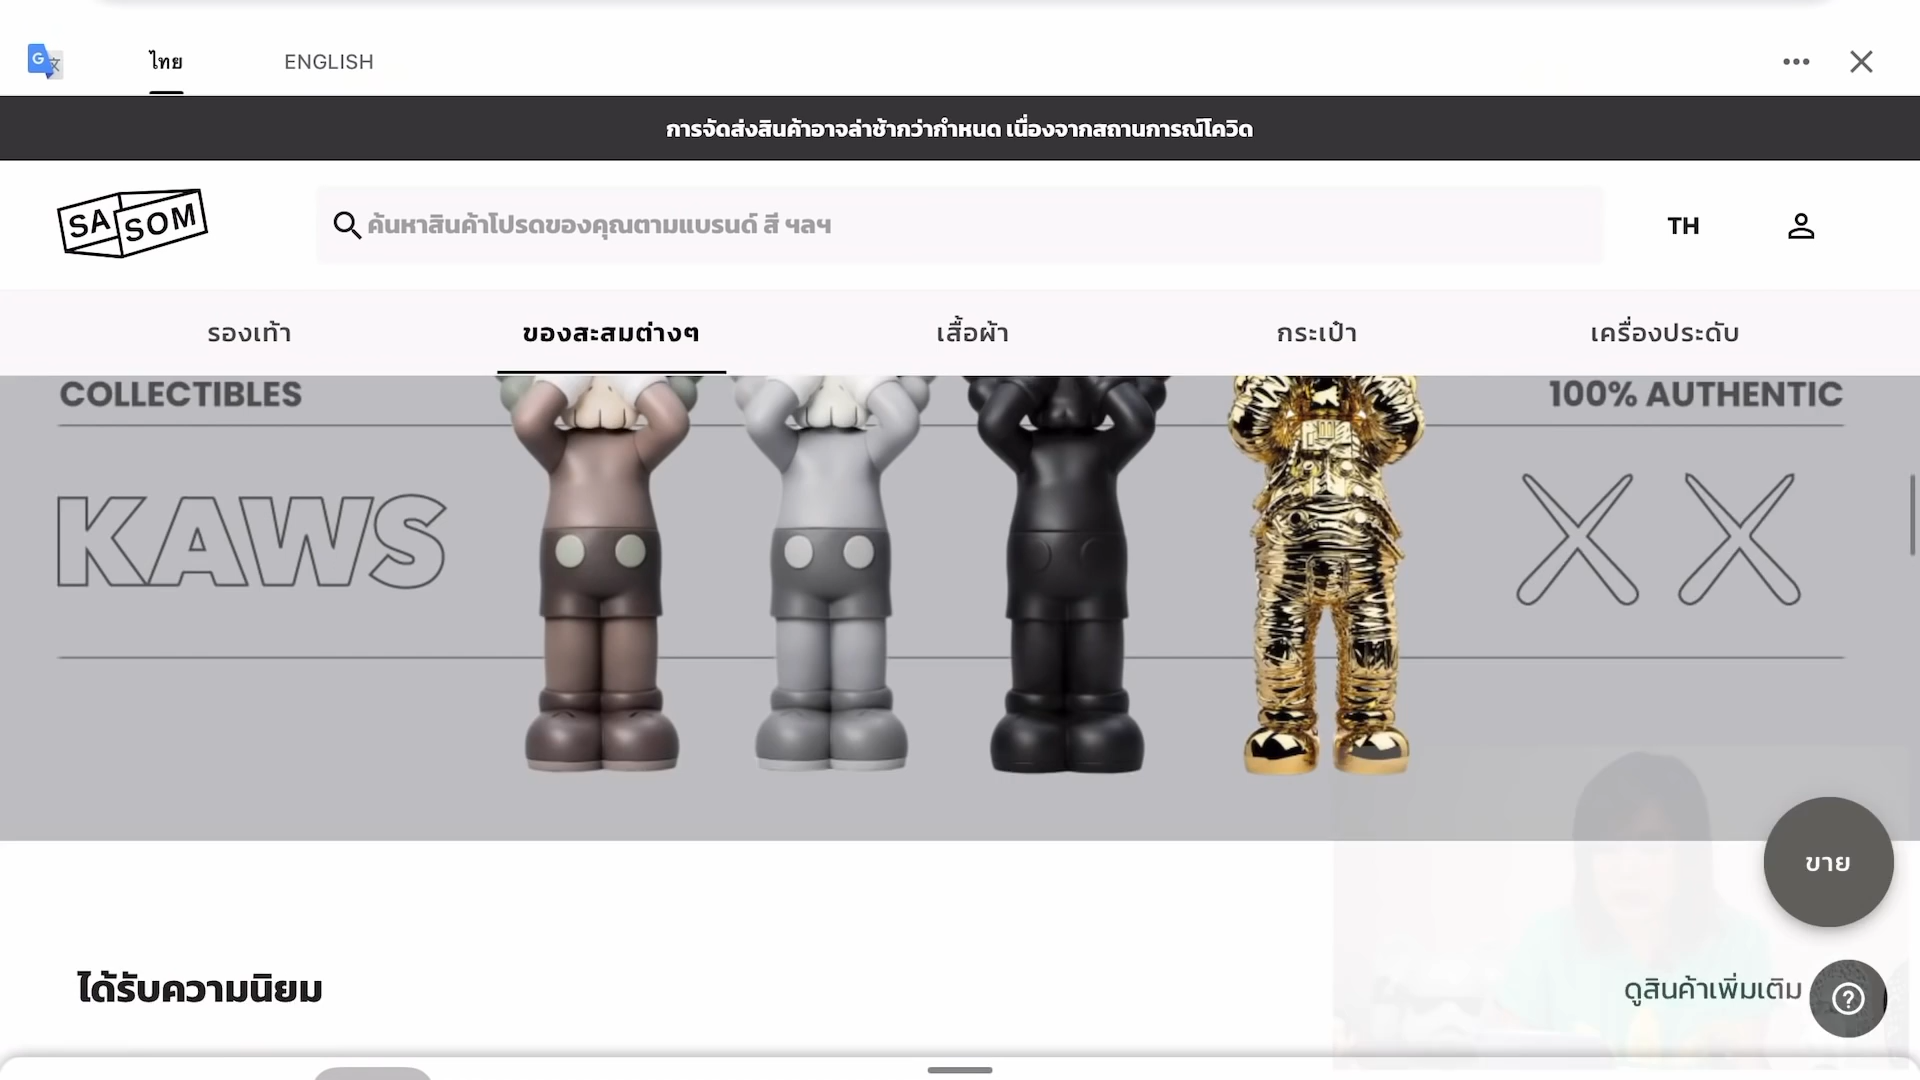 ไทย
ENGLISH
การจัดส่งสินค้าอาจล่าช้ากว่ากำหนด เนื่องจากสถานการณ์โควิด
SASOM
ค้นหาสินค้าโปรดของคุณตามแบรนด์ สี ฯลฯ
TH
รองเท้า
ของสะสมต่างๆ
เสื้อผ้า
กระเป๋า
เครื่องประดับ
COLLECTIBLES
100% AUTHENTIC
KAWS
XX
ขาย
ได้รับความนิยม
ดูสินค้าเพิ่มเติม